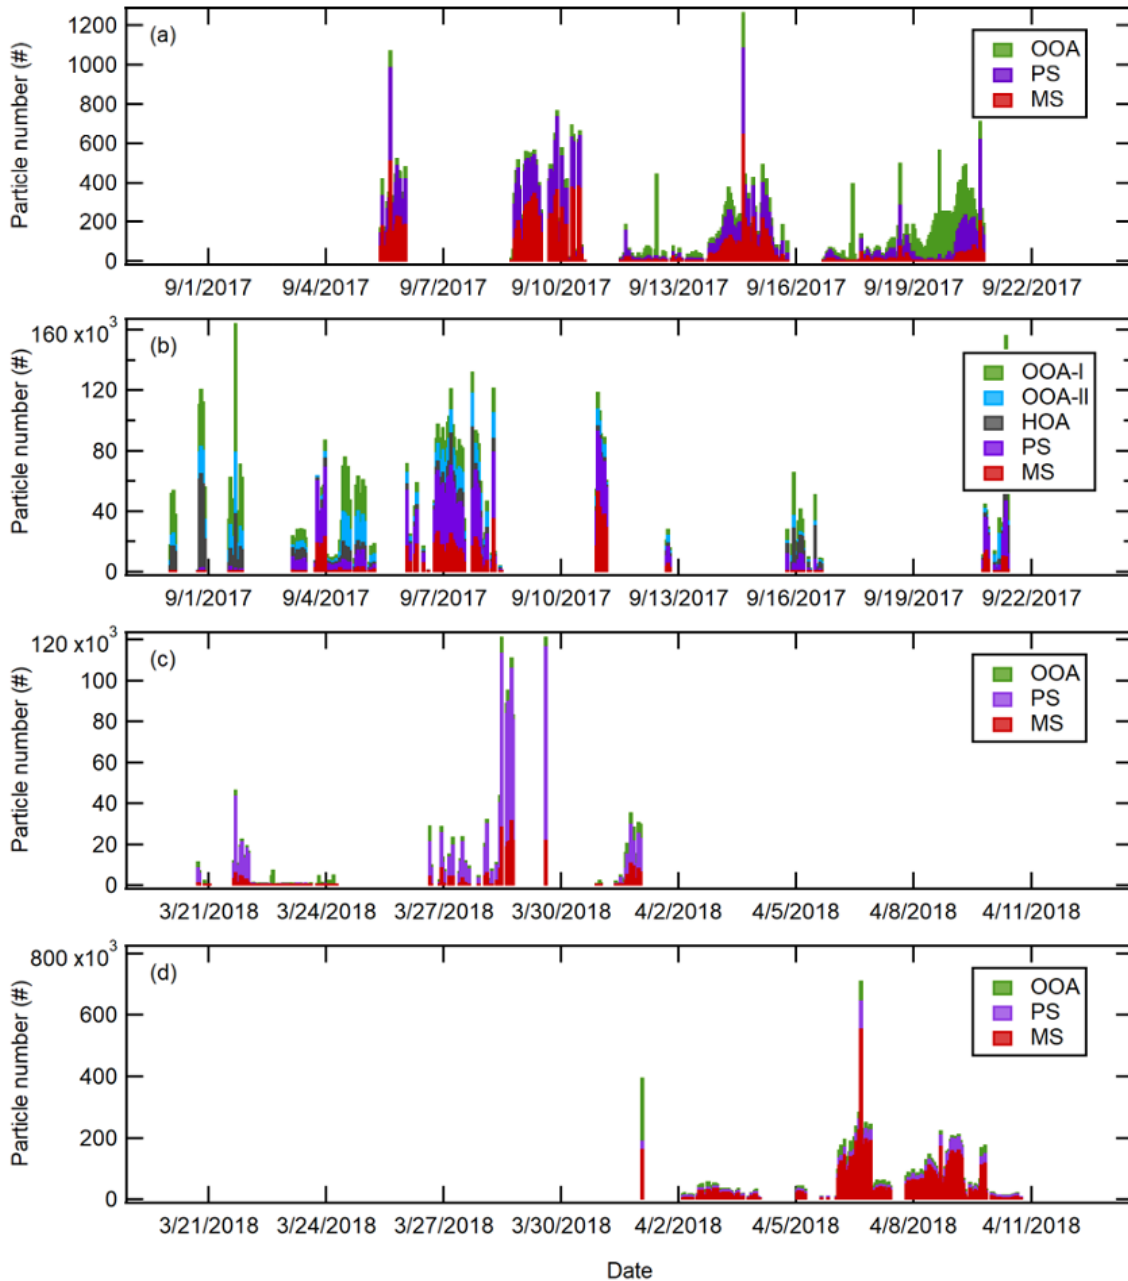 (a)
Particle number (#)
1200
1000
800
600
400
200
0
OOA
PS
MS
9/1/2017 9/4/2017 9/7/2017 9/10/2017 9/13/2017 9/16/2017 9/19/2017 9/22/2017
(b)
Particle number (#)
160 x10³
120
80
40
0
OOA-I
OOA-II
HOA
PS
MS
9/1/2017 9/4/2017 9/7/2017 9/10/2017 9/13/2017 9/16/2017 9/19/2017 9/22/2017
(c)
Particle number (#)
120 x10³
100
80
60
40
20
0
OOA
PS
MS
3/21/2018 3/24/2018 3/27/2018 3/30/2018 4/2/2018 4/5/2018 4/8/2018 4/11/2018
(d)
Particle number (#)
800 x10³
600
400
200
0
OOA
PS
MS
3/21/2018 3/24/2018 3/27/2018 3/30/2018 4/2/2018 4/5/2018 4/8/2018 4/11/2018
Date